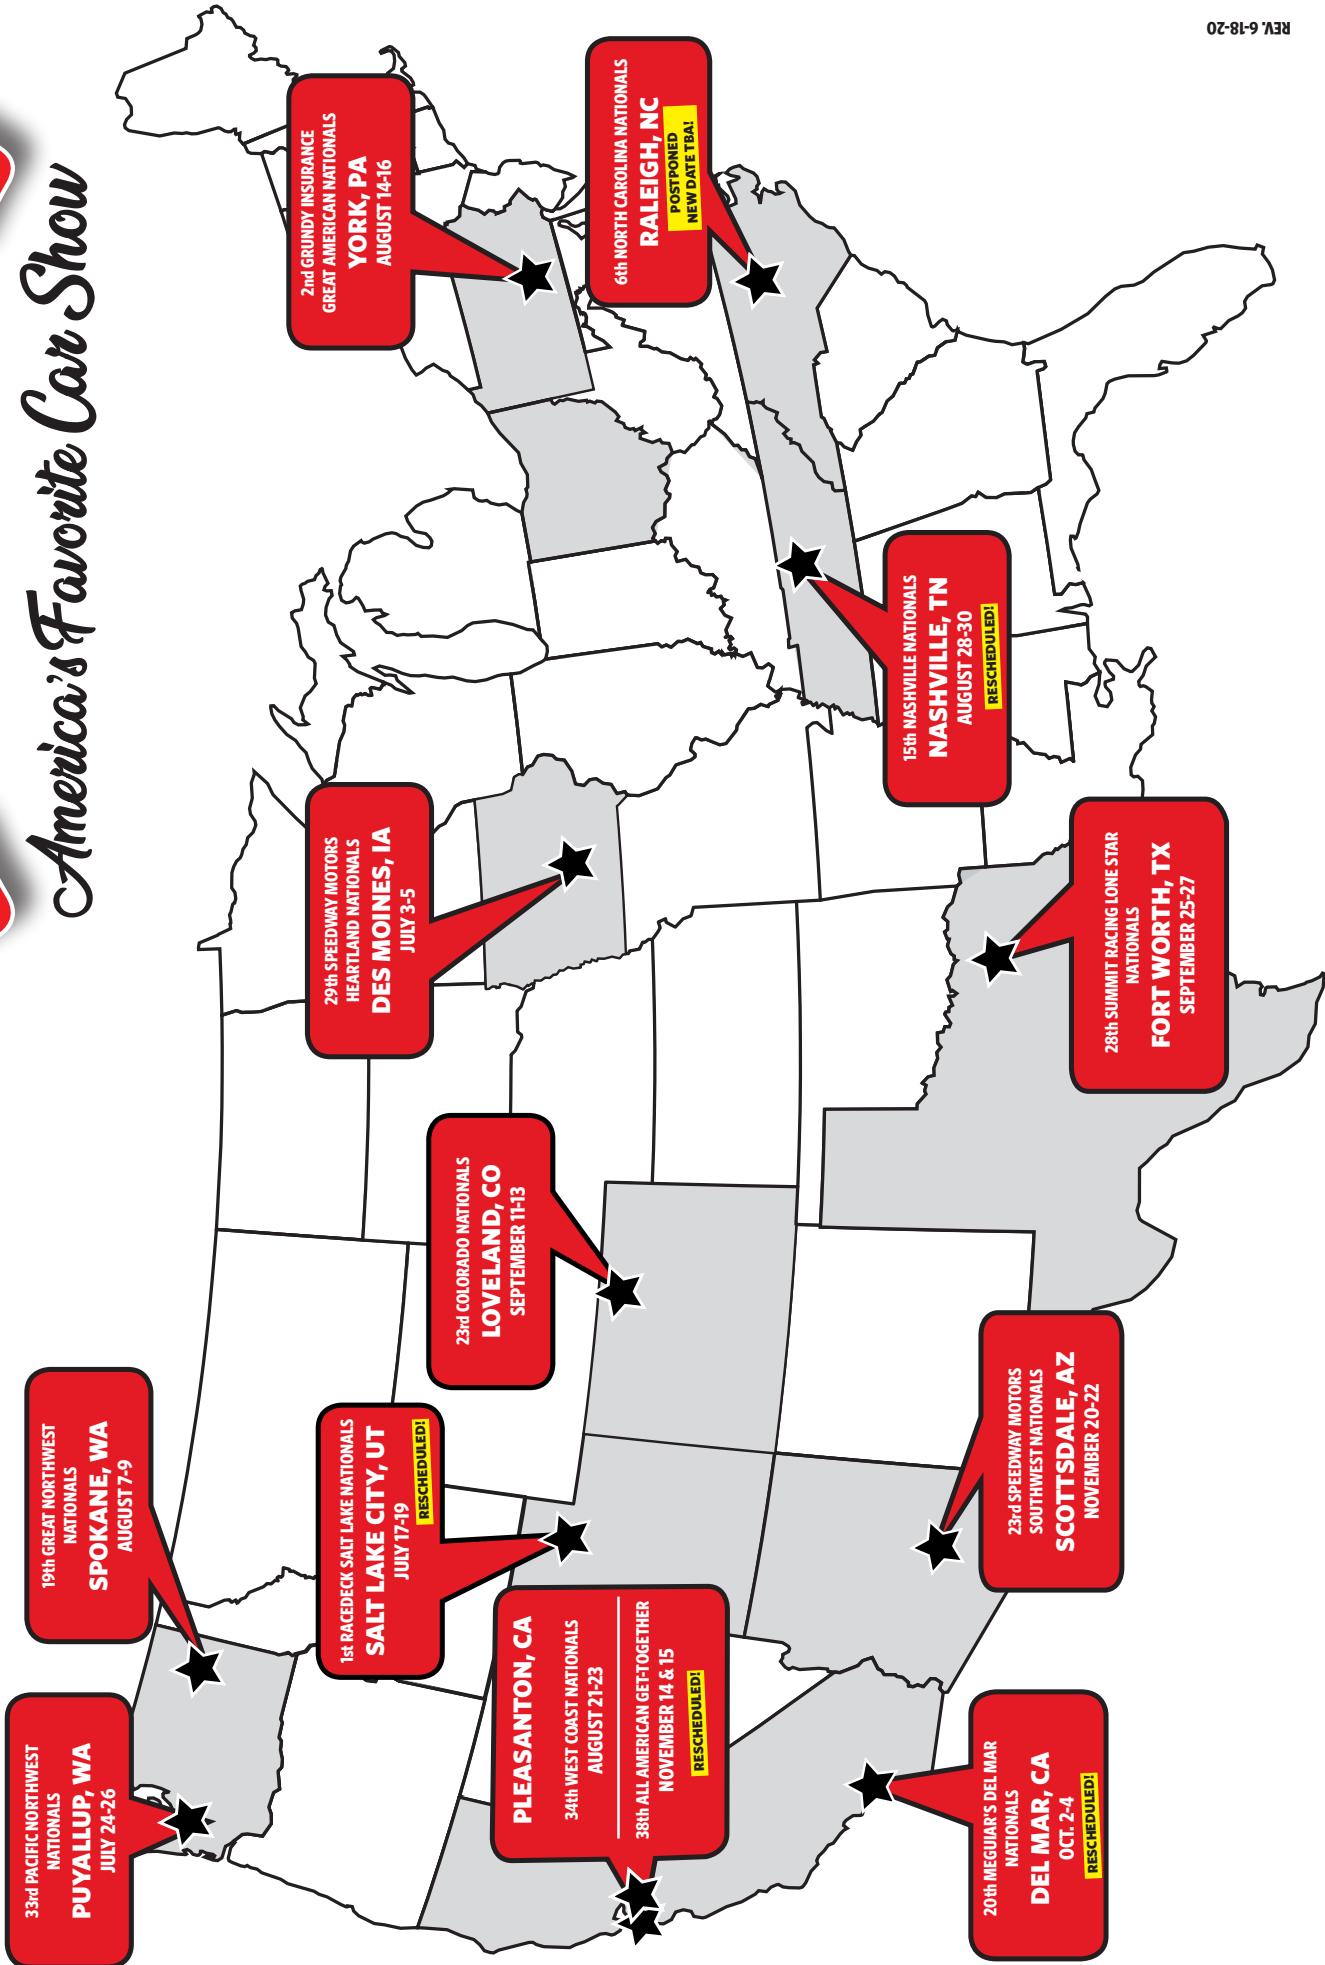 America's Favorite Car Show
33rd PACIFIC NORTHWEST
NATIONALS
PUYALLUP, WA
JULY 24-26
19th GREAT NORTHWEST
NATIONALS
SPOKANE, WA
AUGUST 7-9
1st RACEDECK SALT LAKE NATIONALS
SALT LAKE CITY, UT
JULY 17-19
RESCHEDULED!
23rd COLORADO NATIONALS
LOVELAND, CO
SEPTEMBER 11-13
29th SPEEDWAY MOTORS
HEARTLAND NATIONALS
DES MOINES, IA
JULY 3-5
2nd GRUNDY INSURANCE
GREAT AMERICAN NATIONALS
YORK, PA
AUGUST 14-16
6th NORTH CAROLINA NATIONALS
RALEIGH, NC
POSTPONED
NEW DATE TBA!
PLEASANTON, CA
34th WEST COAST NATIONALS
AUGUST 21-23
38th ALL AMERICAN GET-TOGETHER
NOVEMBER 14 & 15
RESCHEDULED!
15th NASHVILLE NATIONALS
NASHVILLE, TN
AUGUST 28-30
RESCHEDULED!
20th MEGUIAR'S DEL MAR
NATIONALS
DEL MAR, CA
OCT. 2-4
RESCHEDULED!
23rd SPEEDWAY MOTORS
SOUTHWEST NATIONALS
SCOTTSDALE, AZ
NOVEMBER 20-22
28th SUMMIT RACING LONE STAR
NATIONALS
FORT WORTH, TX
SEPTEMBER 25-27
REV. 6-18-20